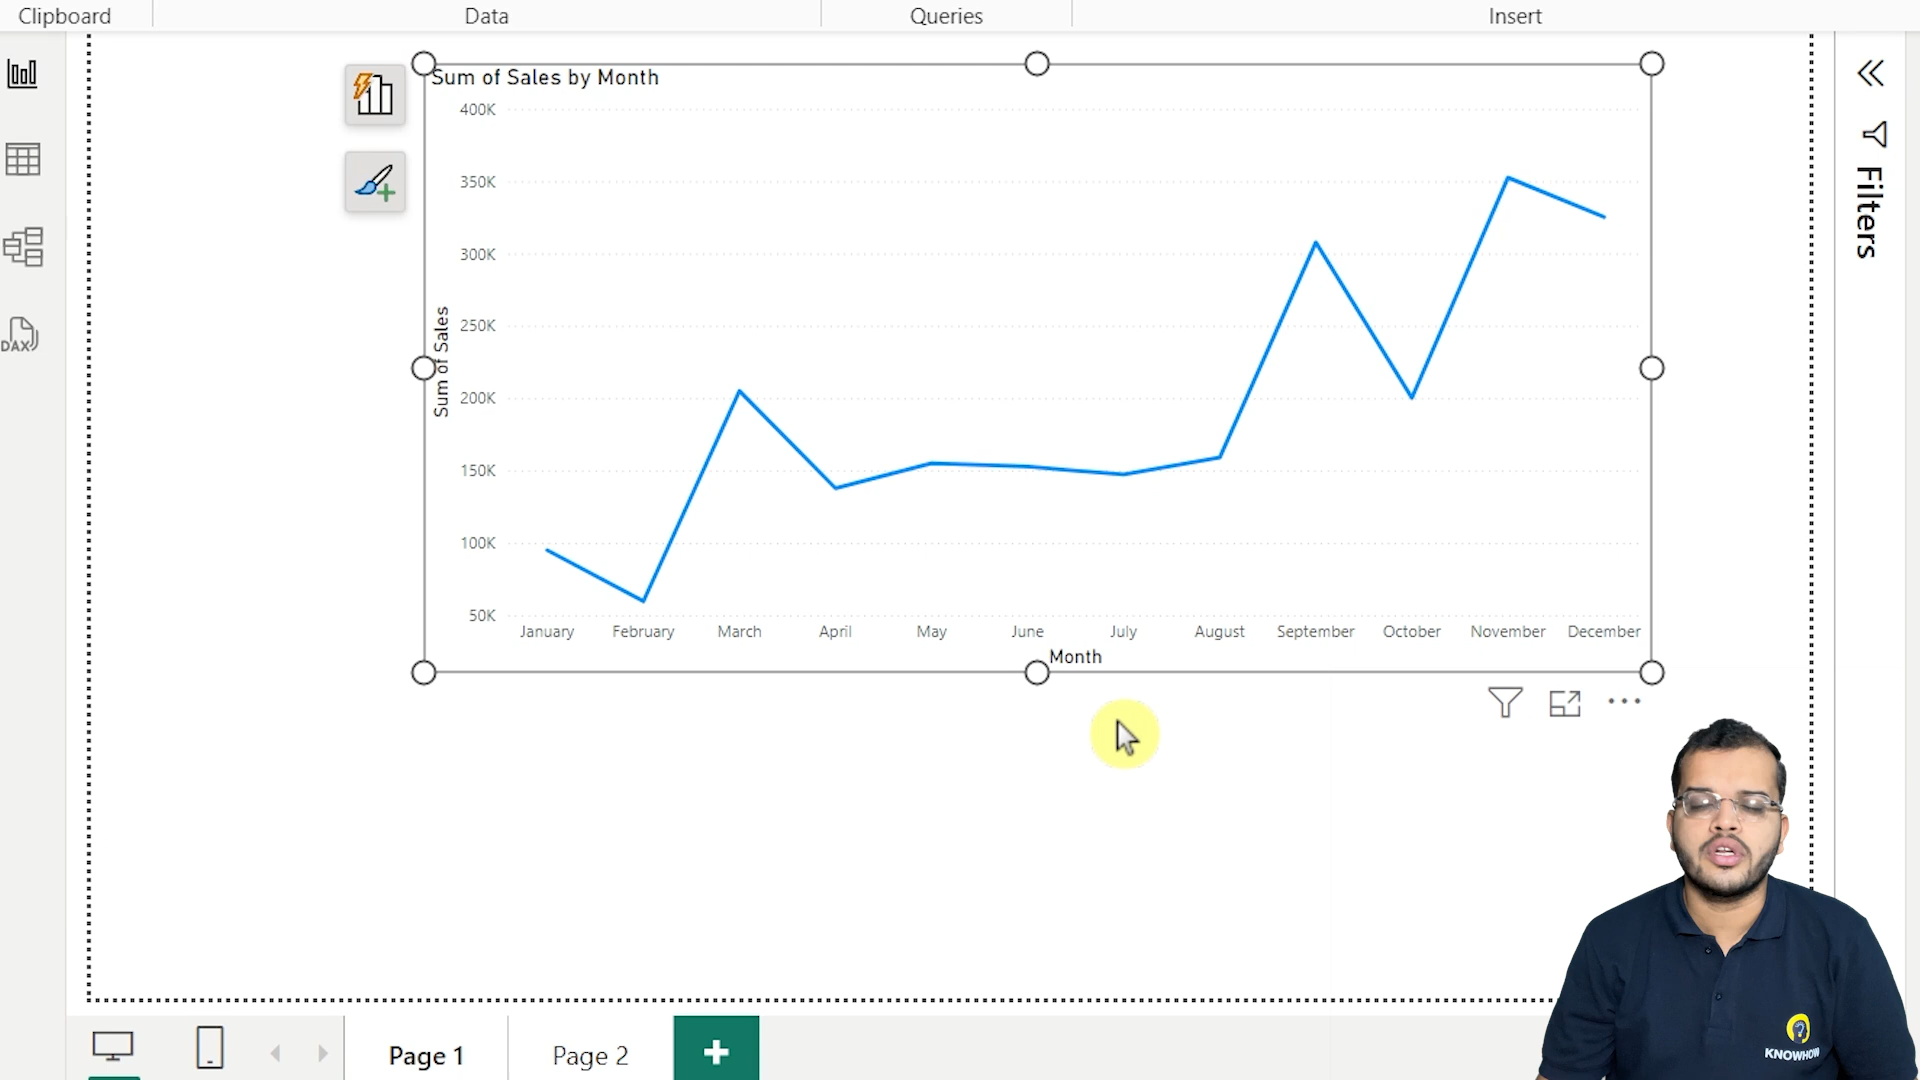 Clipboard
Data
Queries
Insert
Sum of Sales by Month
400K
350K
300K
250K
200K
150K
100K
50K
Sum of Sales
January
February
March
April
May
June
July
August
September
October
November
December
Month
Filters
DAX
Page 1
Page 2
KNOWHOW